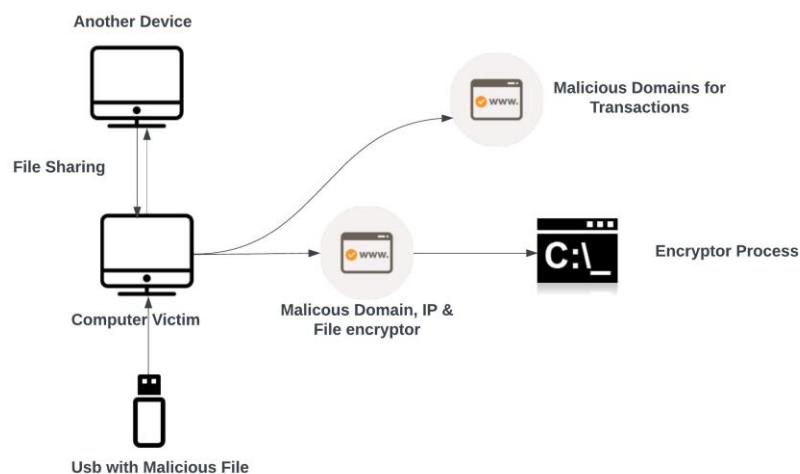 Another Device
www.
Malicious Domains for
Transactions
File Sharing
www.
C:\_
Encryptor Process
Computer Victim
Malicous Domain, IP &
File encryptor
Usb with Malicious File